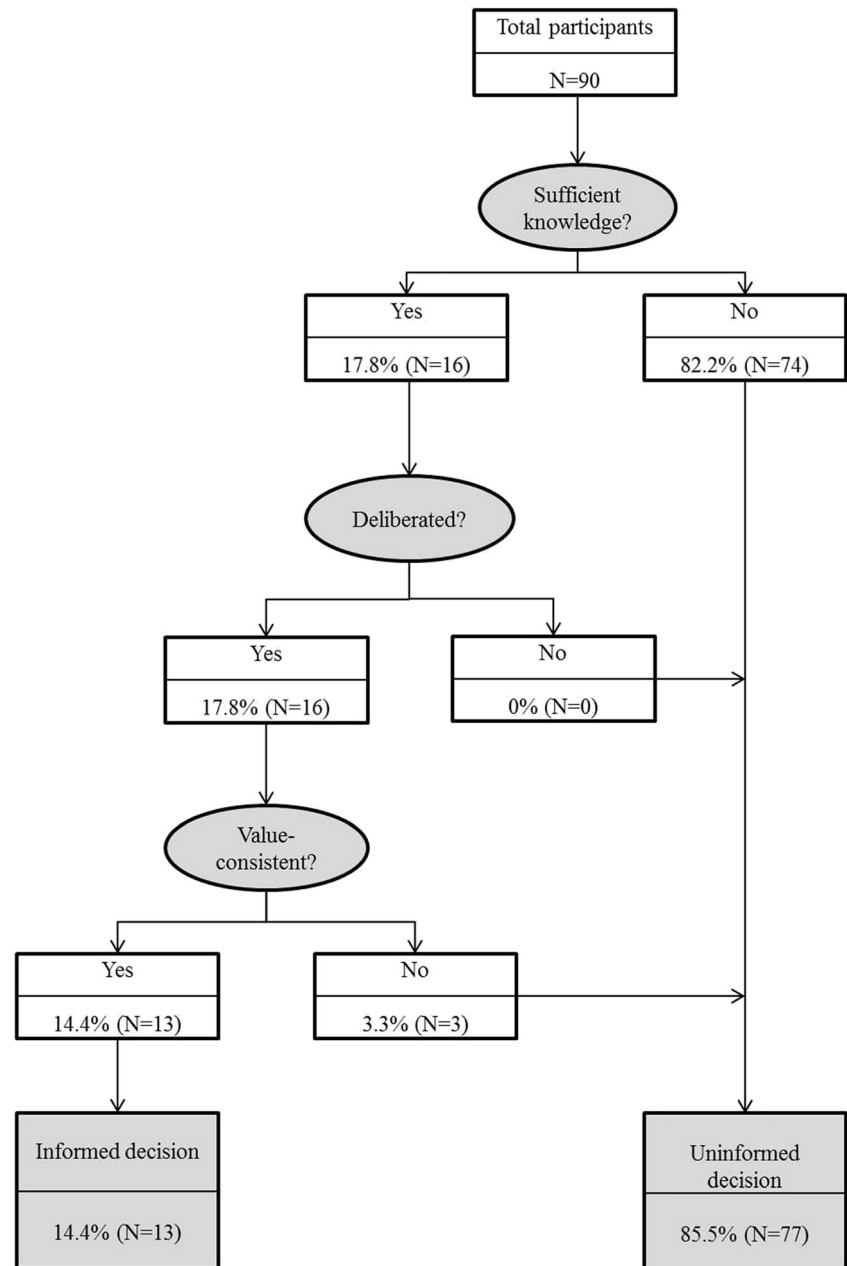 Total participants
N=90
Sufficient
knowledge?
Yes
17.8% (N=16)
No
82.2% (N=74)
Deliberated?
Yes
17.8% (N=16)
No
0% (N=0)
Value-
consistent?
Yes
14.4% (N=13)
No
3.3% (N=3)
Informed decision
14.4% (N=13)
Uninformed
decision
85.5% (N=77)